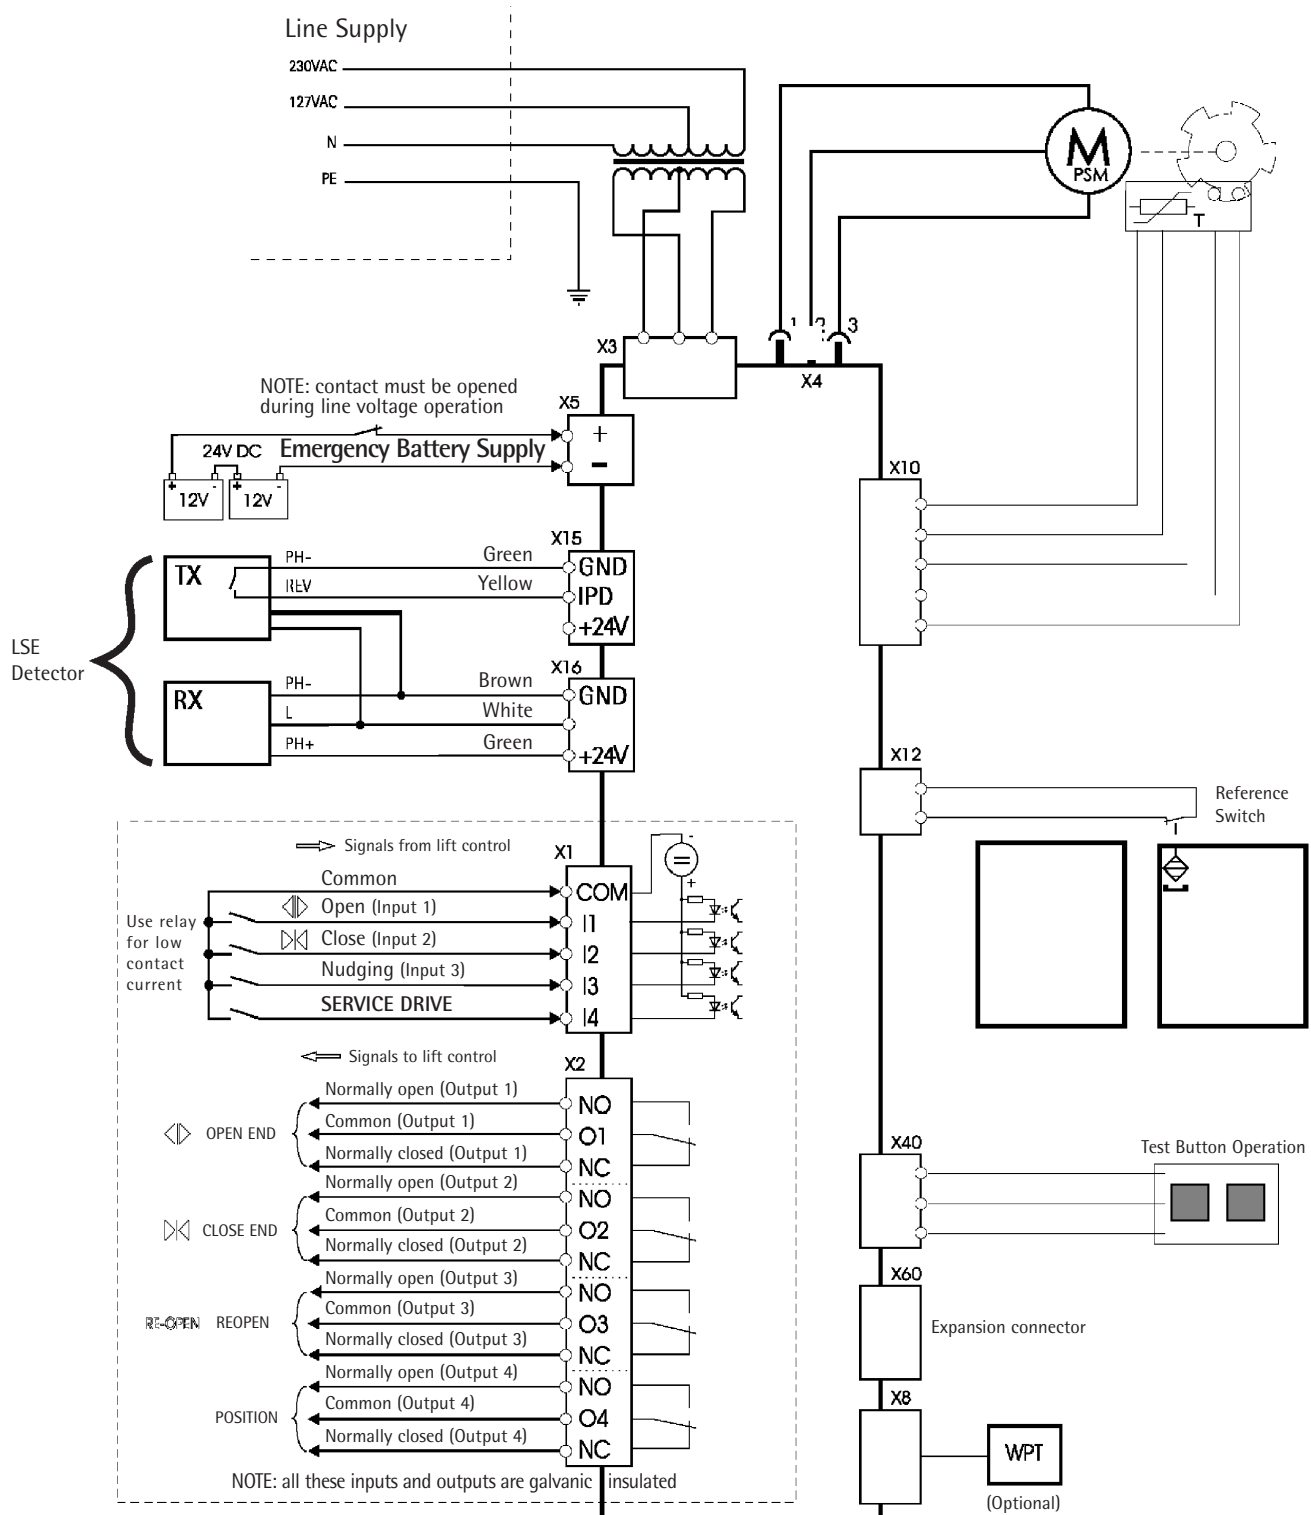 Line Supply
230VAC
127VAC
N
PE
M
PSM
T
1 2 3
X3
X4
NOTE: contact must be opened
during line voltage operation
X5
+
-
24V DC
Emergency Battery Supply
+ - + -
12V 12V
X10
X15
TX
PH- Green GND
REV Yellow IPD
+24V
LSE
Detector
X16
RX
PH- Brown GND
L White
PH+ Green +24V
X12
Reference
Switch
Signals from lift control
X1
-
+
Common COM
Open (Input 1) I1
Close (Input 2) I2
Nudging (Input 3) I3
SERVICE DRIVE I4
Use relay
for low
contact
current
Signals to lift control
X2
Normally open (Output 1) NO
OPEN END Common (Output 1) O1
Normally closed (Output 1) NC
Normally open (Output 2) NO
CLOSE END Common (Output 2) O2
Normally closed (Output 2) NC
Normally open (Output 3) NO
RE-OPEN REOPEN Common (Output 3) O3
Normally closed (Output 3) NC
Normally open (Output 4) NO
POSITION Common (Output 4) O4
Normally closed (Output 4) NC
NOTE: all these inputs and outputs are galvanic insulated
X40
Test Button Operation
X60
Expansion connector
X8
WPT
(Optional)